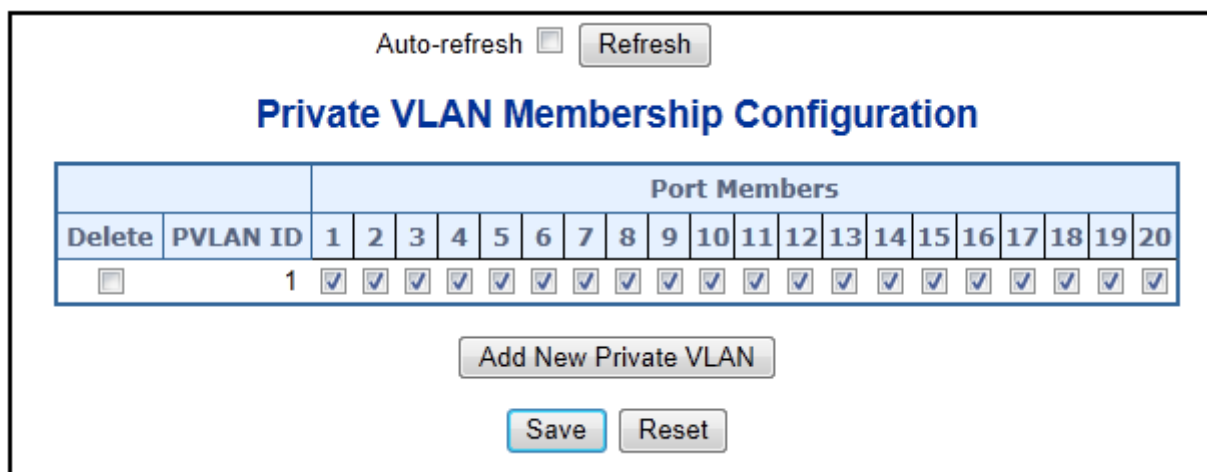 Auto-refresh Refresh
Private VLAN Membership Configuration
Port Members
Delete PVLAN ID 1 2 3 4 5 6 7 8 9 10 11 12 13 14 15 16 17 18 19 20
1
Add New Private VLAN
Save Reset